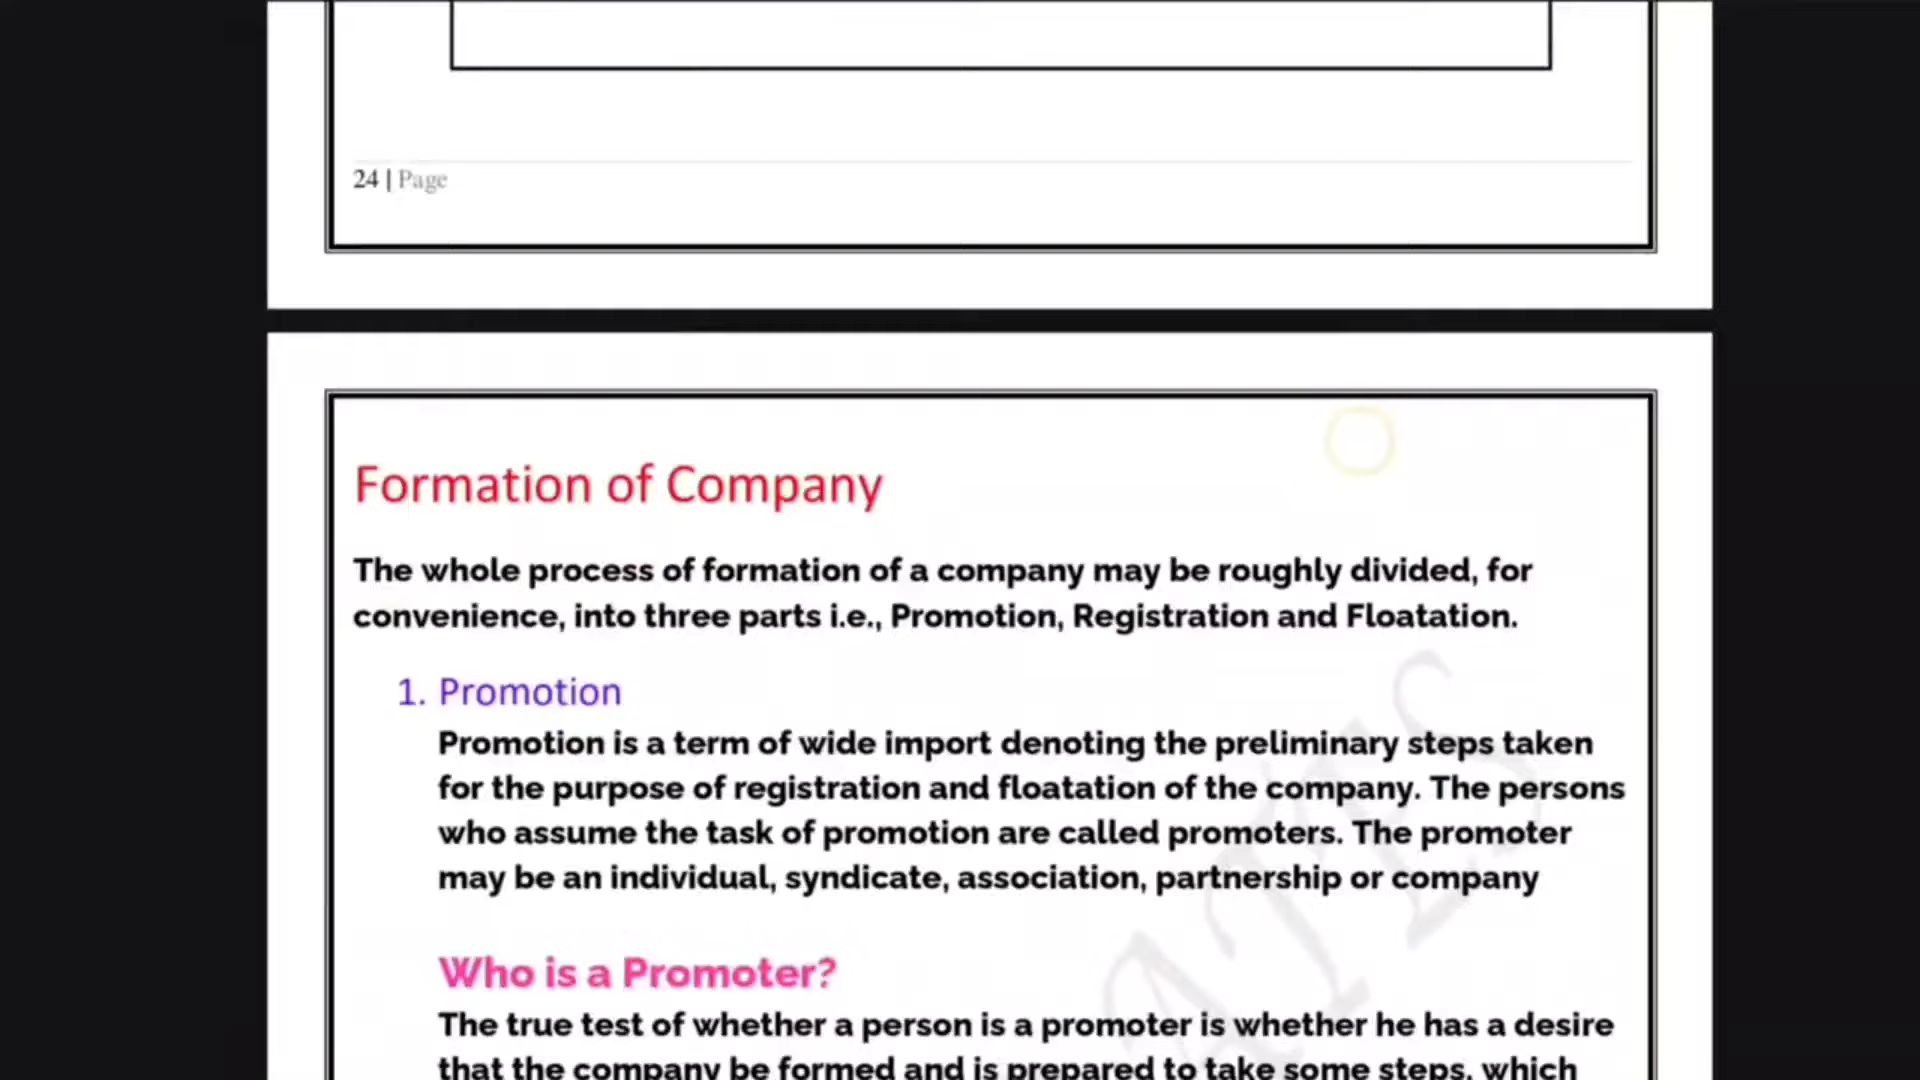 24 | Page
Formation of Company
The whole process of formation of a company may be roughly divided, for
convenience, into three parts i.e., Promotion, Registration and Floatation.
1. Promotion
Promotion is a term of wide import denoting the preliminary steps taken
for the purpose of registration and floatation of the company. The persons
who assume the task of promotion are called promoters. The promoter
may be an individual, syndicate, association, partnership or company
Who is a Promoter?
The true test of whether a person is a promoter is whether he has a desire
that the company be formed and is prepared to take some steps, which